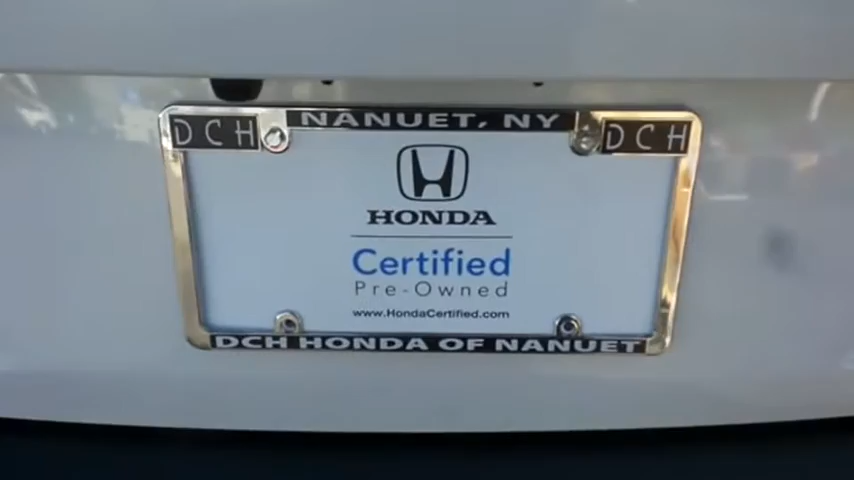 DCH NANUET, NY DCH
HONDA
Certified
Pre-Owned
www.HondaCertified.com
DCH HONDA OF NANUET